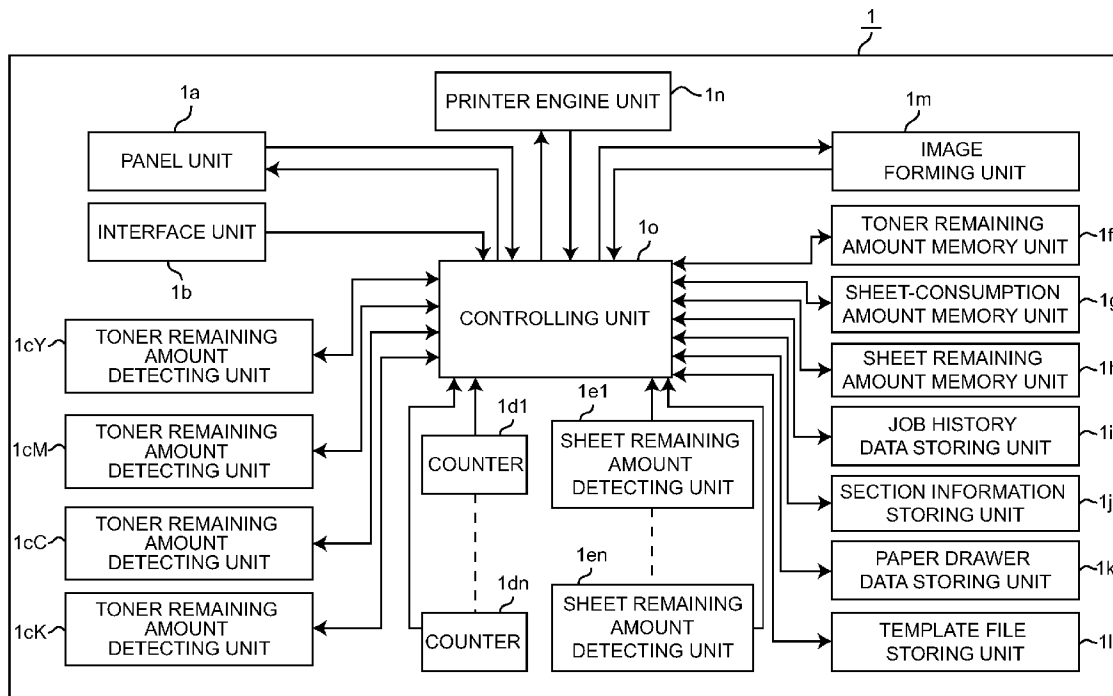 1
PRINTER ENGINE UNIT
1n
1a
PANEL UNIT
1m
IMAGE
FORMING UNIT
INTERFACE UNIT
1b
1o
CONTROLLING UNIT
TONER REMAINING
AMOUNT MEMORY UNIT
1f
SHEET-CONSUMPTION
AMOUNT MEMORY UNIT
1g
SHEET REMAINING
AMOUNT MEMORY UNIT
1h
JOB HISTORY
DATA STORING UNIT
1i
SECTION INFORMATION
STORING UNIT
1j
PAPER DRAWER
DATA STORING UNIT
1k
TEMPLATE FILE
STORING UNIT
1l
1cY
TONER REMAINING
AMOUNT
DETECTING UNIT
1cM
TONER REMAINING
AMOUNT
DETECTING UNIT
1cC
TONER REMAINING
AMOUNT
DETECTING UNIT
1cK
TONER REMAINING
AMOUNT
DETECTING UNIT
1d1
COUNTER
1dn
COUNTER
1e1
SHEET REMAINING
AMOUNT
DETECTING UNIT
1en
SHEET REMAINING
AMOUNT
DETECTING UNIT